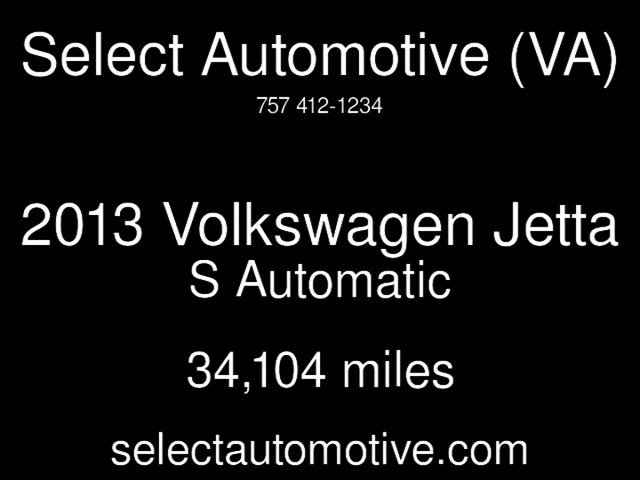 Select Automotive (VA)
757 412-1234
2013 Volkswagen Jetta
S Automatic
34,104 miles
selectautomotive.com